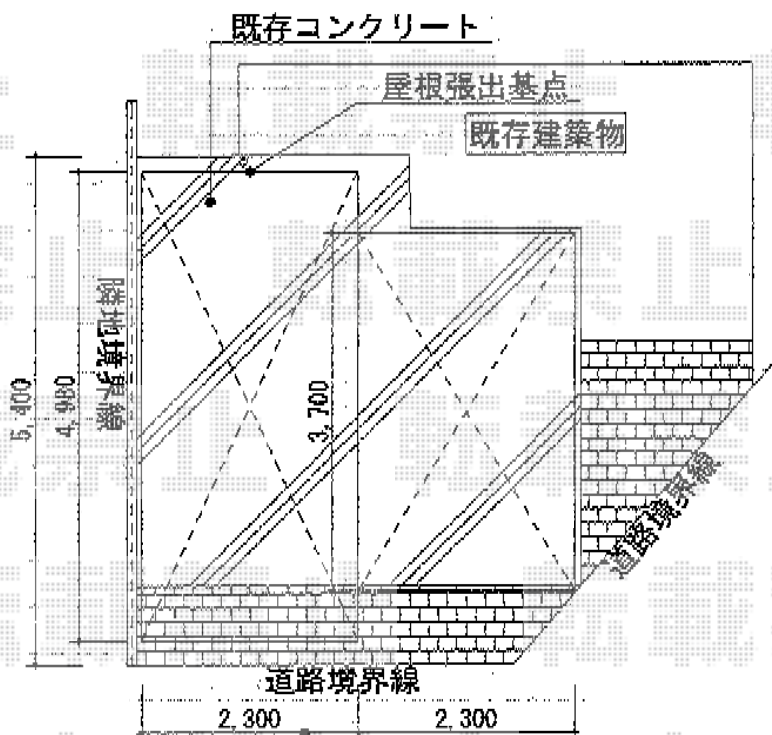 既存コンクリート
屋根張出基点
既存建築物
隣地境界線
5,400
4,980
3,700
道路境界線
道路境界線
2,300
2,300